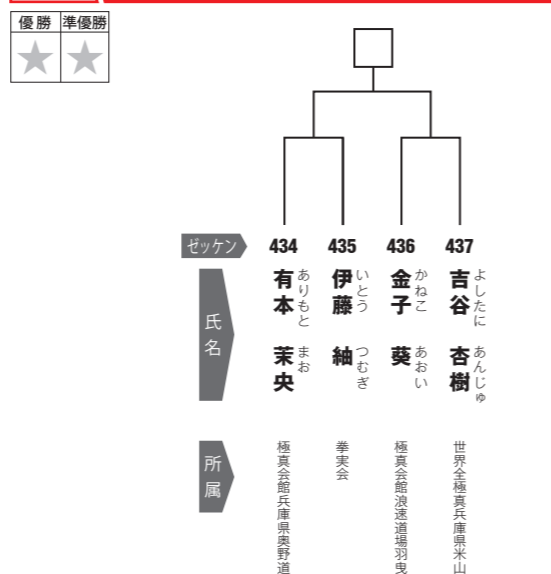 優勝 準優勝
ゼッケン 434 435 436 437
氏名
有本 茉央
ありもと まお
伊藤 紬
いとう つむぎ
金子 葵
かねこ あおい
吉谷 杏樹
よしたに あんじゅ
所属
極真会館兵庫県奥野道
拳実会
極真会館浪速道場羽曳
世界全極真兵庫県米山